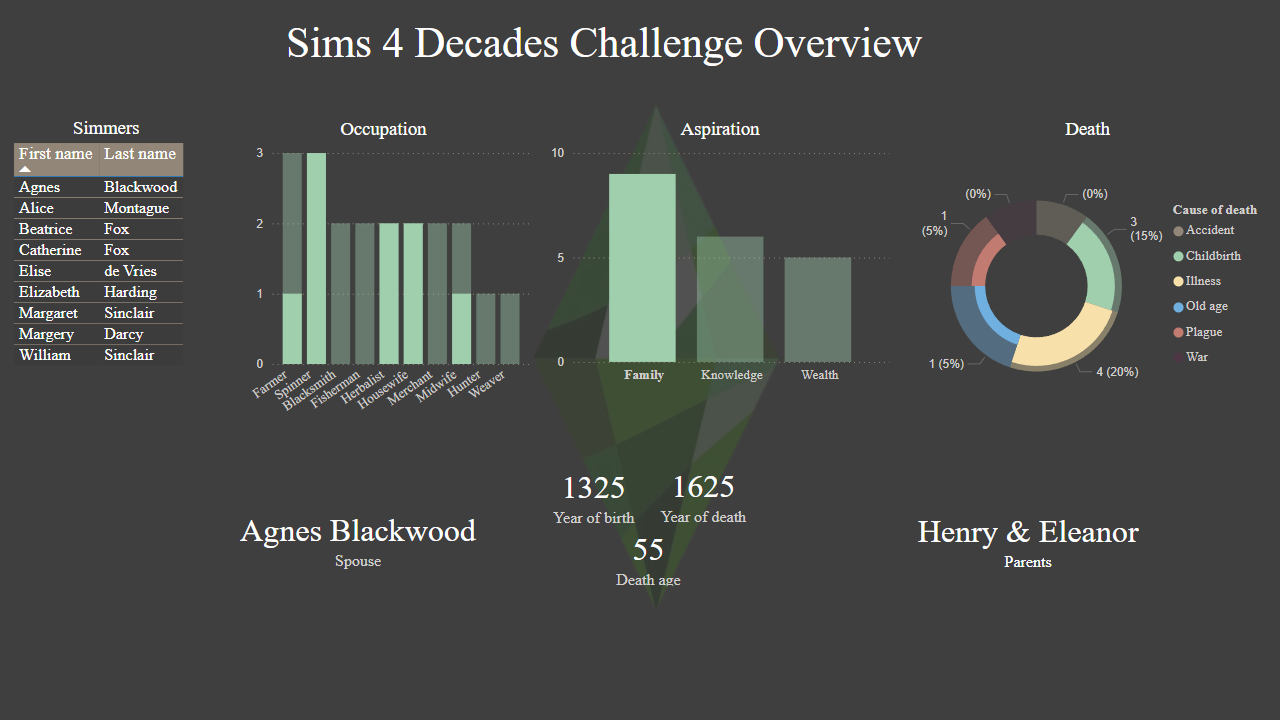 Sims 4 Decades Challenge Overview
Simmers
First name Last name
Agnes Blackwood
Alice Montague
Beatrice Fox
Catherine Fox
Elise de Vries
Elizabeth Harding
Margaret Sinclair
Margery Darcy
William Sinclair
Occupation
3
2
1
0
Farmer
Spinner
Blacksmith
Fisherman
Herbalist
Housewife
Merchant
Midwife
Hunter
Weaver
Aspiration
10
5
0
Family
Knowledge
Wealth
Death
(0%)
(0%)
1
(5%)
3
(15%)
1 (5%)
4 (20%)
Cause of death
Accident
Childbirth
Illness
Old age
Plague
War
1325
Year of birth
1625
Year of death
55
Death age
Agnes Blackwood
Spouse
Henry & Eleanor
Parents